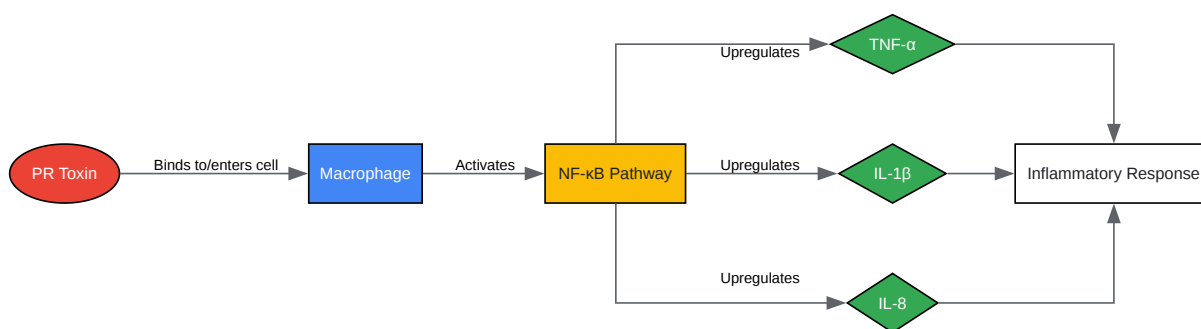 PR Toxin
Binds to/enters cell
Macrophage
Activates
NF-κB Pathway
Upregulates
TNF-α
Upregulates
IL-1β
Upregulates
IL-8
Inflammatory Response